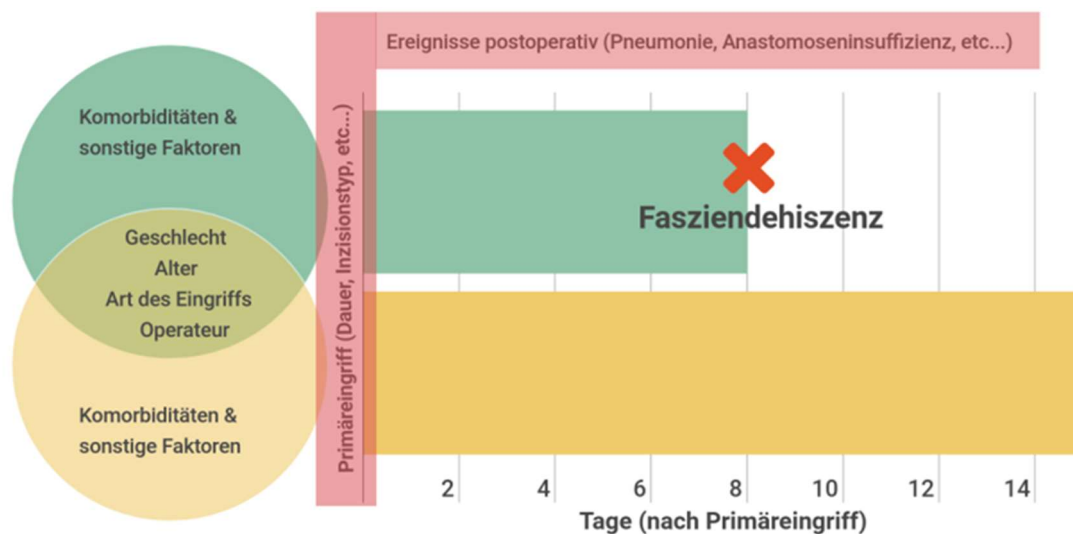 Ereignisse postoperativ (Pneumonie, Anastomoseninsuffizienz, etc...)
Komorbiditäten &
sonstige Faktoren
Geschlecht
Alter
Art des Eingriffs
Operateur
Komorbiditäten &
sonstige Faktoren
Primäreingriff (Dauer, Inzisionstyp, etc...)
Fasziendehiszenz
2 4 6 8 10 12 14
Tage (nach Primäreingriff)